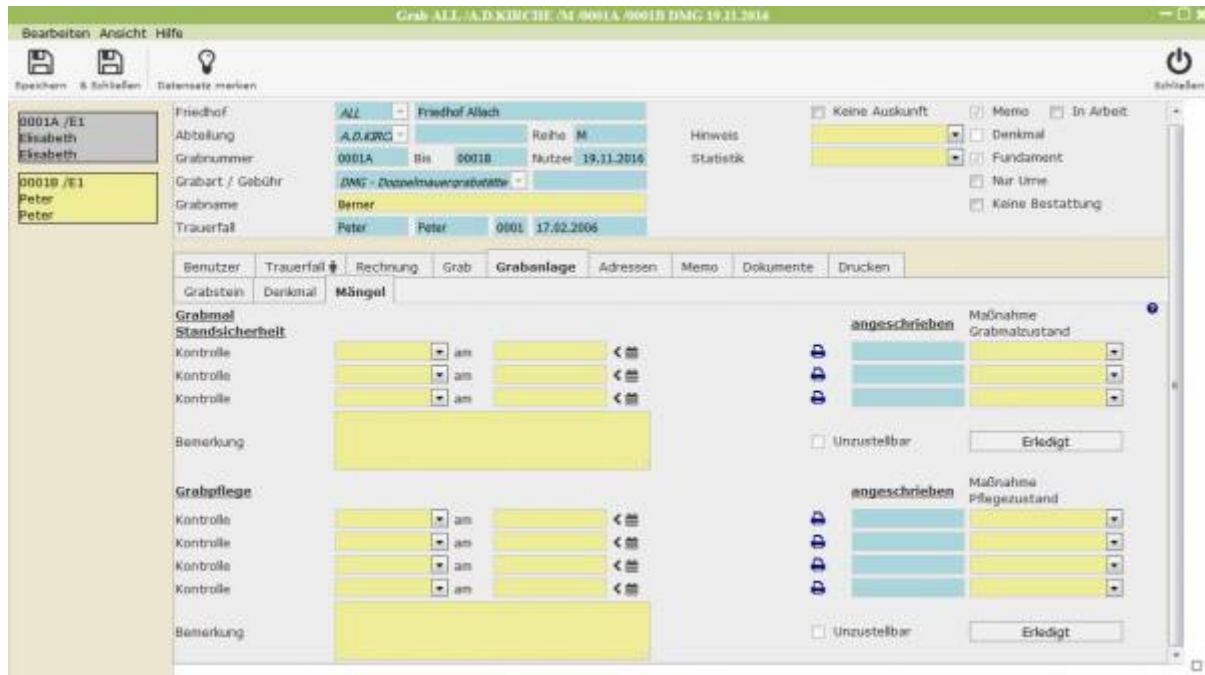 Grab ALL /A.D.KIRCHE /M /0001A /0001B DMG 19.11.2016
Bearbeiten Ansicht Hilfe
Speichern & Schließen Datensatz merken Schließen
0001A /E1
Elisabeth
Elisabeth
0001B /E1
Peter
Peter
Friedhof ALL Friedhof Allach Keine Auskunft Memo In Arbeit
Abteilung A.D.KIRC Reihe M Hinweis Denkmal
Grabnummer 0001A Bis 0001B Nutzer 19.11.2016 Statistik Fundament
Grabart / Gebühr DMG - Doppelmauergrabstätte Nur Urne
Grabname Berner Keine Bestattung
Trauerfall Peter Peter 0001 17.02.2006
Benutzer Trauerfall Rechnung Grab Grabanlage Adressen Memo Dokumente Drucken
Grabstein Denkmal Mängel
Grabmal
Standsicherheit angeschrieben Maßnahme
Grabmalzustand
Kontrolle am
Kontrolle am
Kontrolle am
Bemerkung Unzustellbar Erledigt
Grabpflege angeschrieben Maßnahme
Pflegezustand
Kontrolle am
Kontrolle am
Kontrolle am
Kontrolle am
Bemerkung Unzustellbar Erledigt